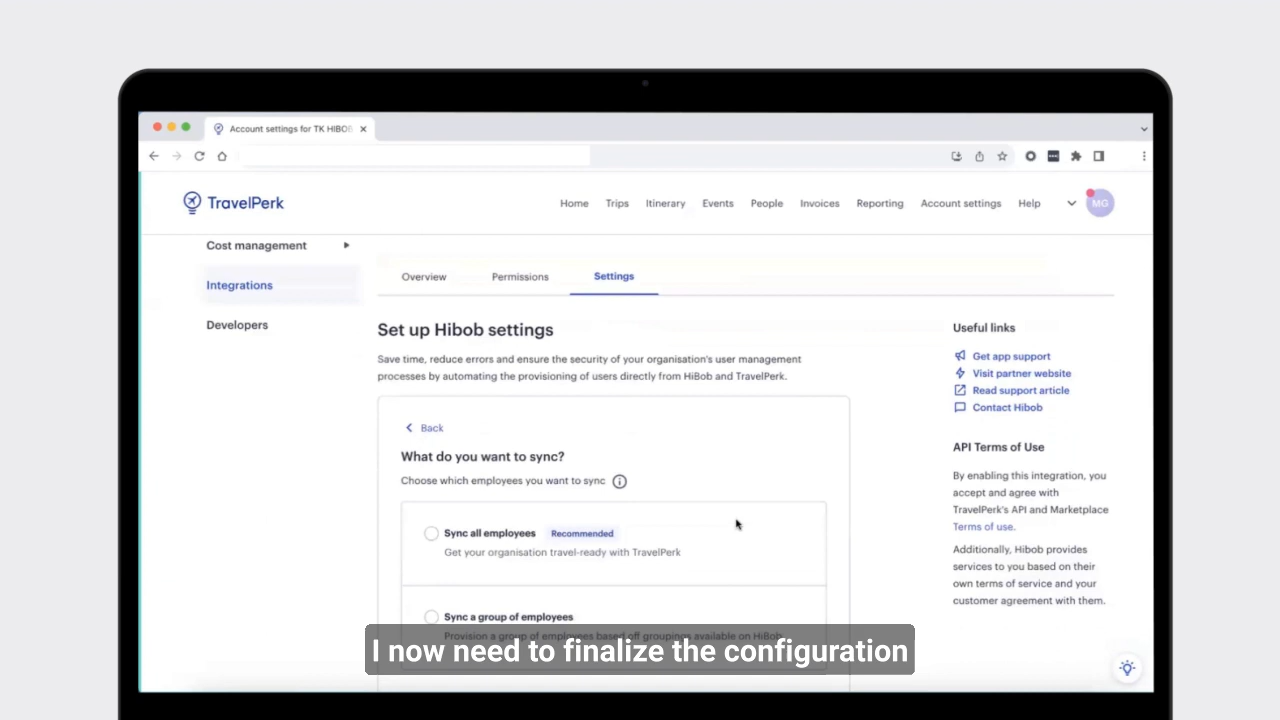 Account settings for TK HIBOB
TravelPerk
Home Trips Itinerary Events People Invoices Reporting Account settings Help MG
Cost management
Integrations
Developers
Overview Permissions Settings
Set up Hibob settings
Save time, reduce errors and ensure the security of your organisation's user management
processes by automating the provisioning of users directly from HiBob and TravelPerk.
Back
What do you want to sync?
Choose which employees you want to sync
Sync all employees Recommended
Get your organisation travel-ready with TravelPerk
Sync a group of employees
Provision a group of employees based off groupings available on HiBob
Useful links
Get app support
Visit partner website
Read support article
Contact Hibob
API Terms of Use
By enabling this integration, you
accept and agree with
TravelPerk's API and Marketplace
Terms of use.
Additionally, Hibob provides
services to you based on their
own terms of service and your
customer agreement with them.
I now need to finalize the configuration